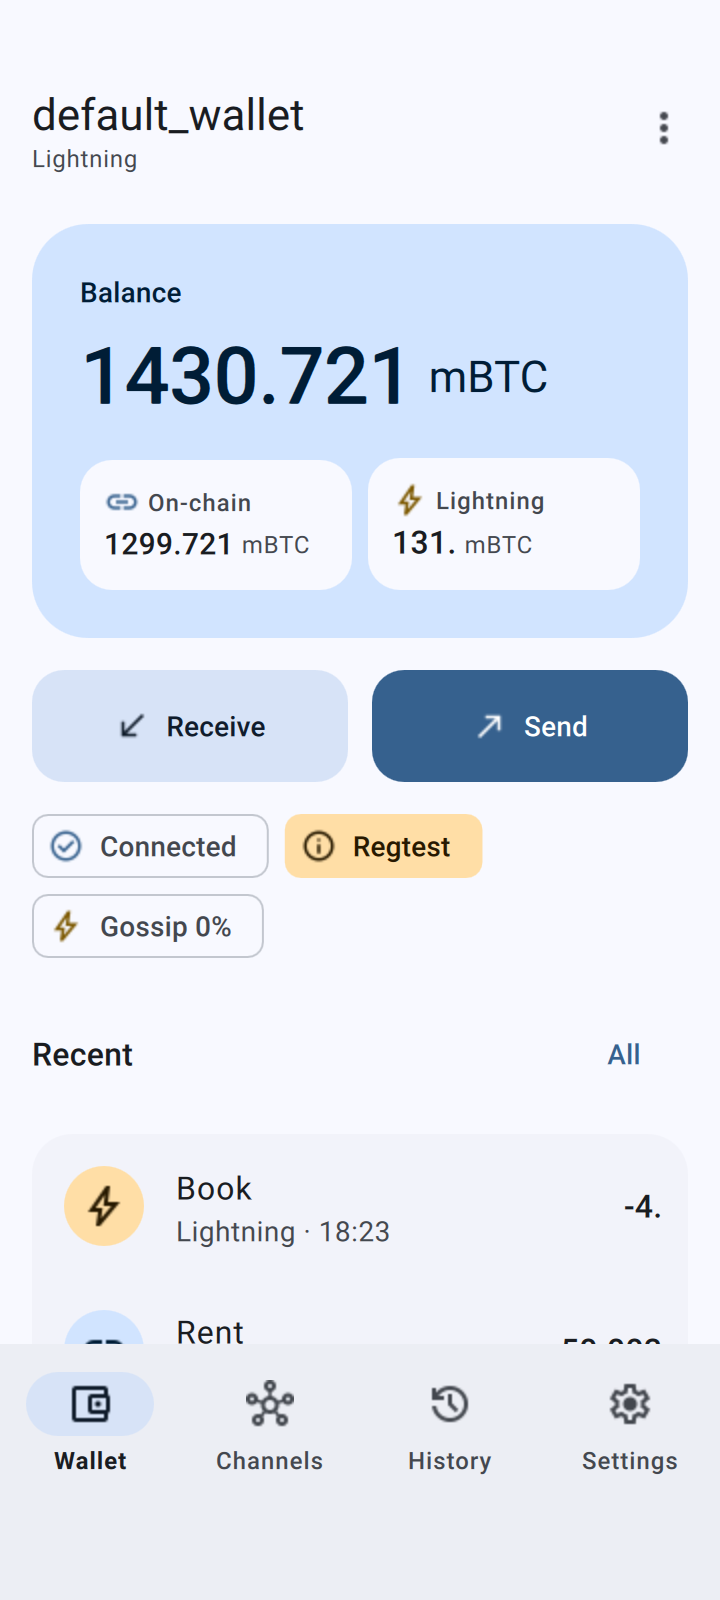 default_wallet
Lightning
Balance
1430.721 mBTC
On-chain
1299.721 mBTC
Lightning
131. mBTC
Receive
Send
Connected
Regtest
Gossip 0%
Recent
All
Book
Lightning · 18:23
-4.
Rent
Wallet
Channels
History
Settings